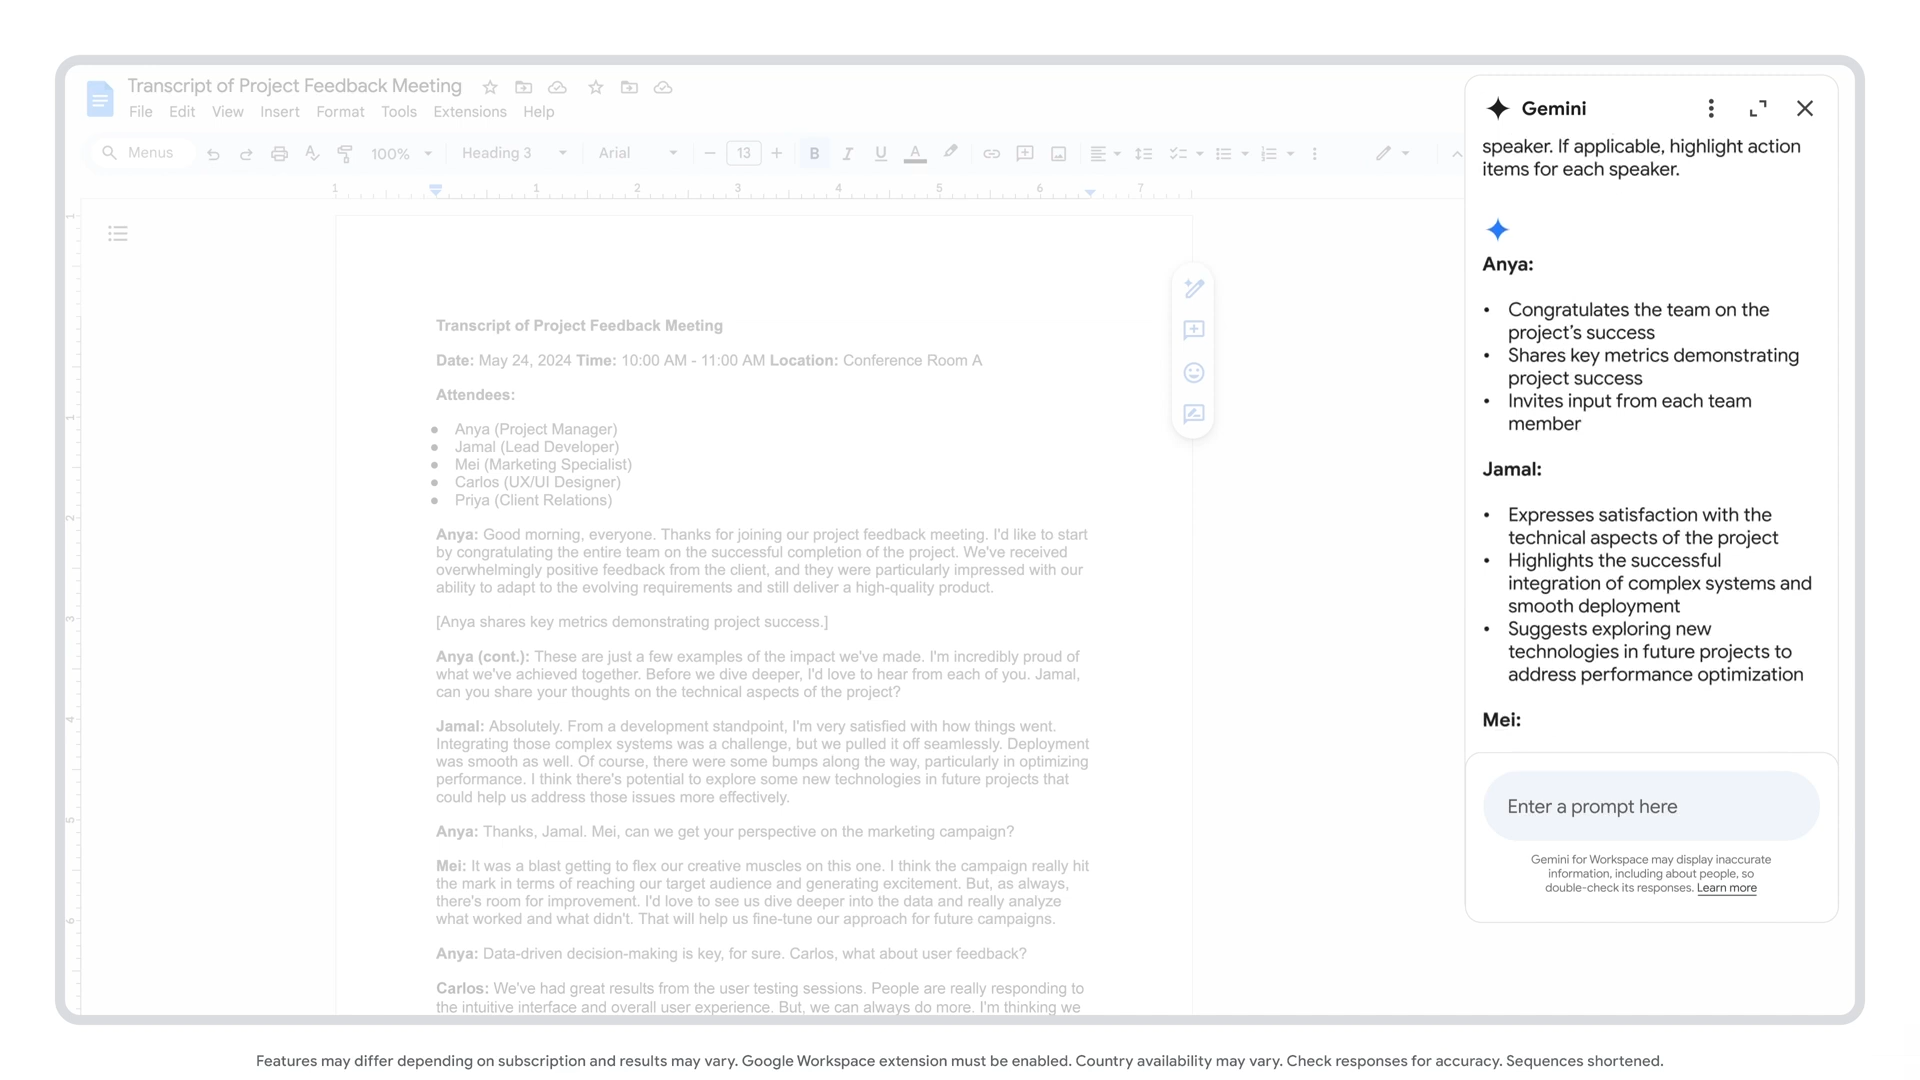 Transcript of Project Feedback Meeting
File Edit View Insert Format Tools Extensions Help
Menus 100% Heading 3 Arial 13 B I U A
1 1 2 3 4 5 6 7
1
1
2
3
4
5
6
Transcript of Project Feedback Meeting
Date: May 24, 2024 Time: 10:00 AM - 11:00 AM Location: Conference Room A
Attendees:
● Anya (Project Manager)
● Jamal (Lead Developer)
● Mei (Marketing Specialist)
● Carlos (UX/UI Designer)
● Priya (Client Relations)
Anya: Good morning, everyone. Thanks for joining our project feedback meeting. I'd like to start
by congratulating the entire team on the successful completion of the project. We've received
overwhelmingly positive feedback from the client, and they were particularly impressed with our
ability to adapt to the evolving requirements and still deliver a high-quality product.
[Anya shares key metrics demonstrating project success.]
Anya (cont.): These are just a few examples of the impact we've made. I'm incredibly proud of
what we've achieved together. Before we dive deeper, I'd love to hear from each of you. Jamal,
can you share your thoughts on the technical aspects of the project?
Jamal: Absolutely. From a development standpoint, I'm very satisfied with how things went.
Integrating those complex systems was a challenge, but we pulled it off seamlessly. Deployment
was smooth as well. Of course, there were some bumps along the way, particularly in optimizing
performance. I think there's potential to explore some new technologies in future projects that
could help us address those issues more effectively.
Anya: Thanks, Jamal. Mei, can we get your perspective on the marketing campaign?
Mei: It was a blast getting to flex our creative muscles on this one. I think the campaign really hit
the mark in terms of reaching our target audience and generating excitement. But, as always,
there's room for improvement. I'd love to see us dive deeper into the data and really analyze
what worked and what didn't. That will help us fine-tune our approach for future campaigns.
Anya: Data-driven decision-making is key, for sure. Carlos, what about user feedback?
Carlos: We've had great results from the user testing sessions. People are really responding to
the intuitive interface and overall user experience. But, we can always do more. I'm thinking we
Gemini
speaker. If applicable, highlight action
items for each speaker.
Anya:
• Congratulates the team on the
project’s success
• Shares key metrics demonstrating
project success
• Invites input from each team
member
Jamal:
• Expresses satisfaction with the
technical aspects of the project
• Highlights the successful
integration of complex systems and
smooth deployment
• Suggests exploring new
technologies in future projects to
address performance optimization
Mei:
Enter a prompt here
Gemini for Workspace may display inaccurate
information, including about people, so
double-check its responses. Learn more
Features may differ depending on subscription and results may vary. Google Workspace extension must be enabled. Country availability may vary. Check responses for accuracy. Sequences shortened.